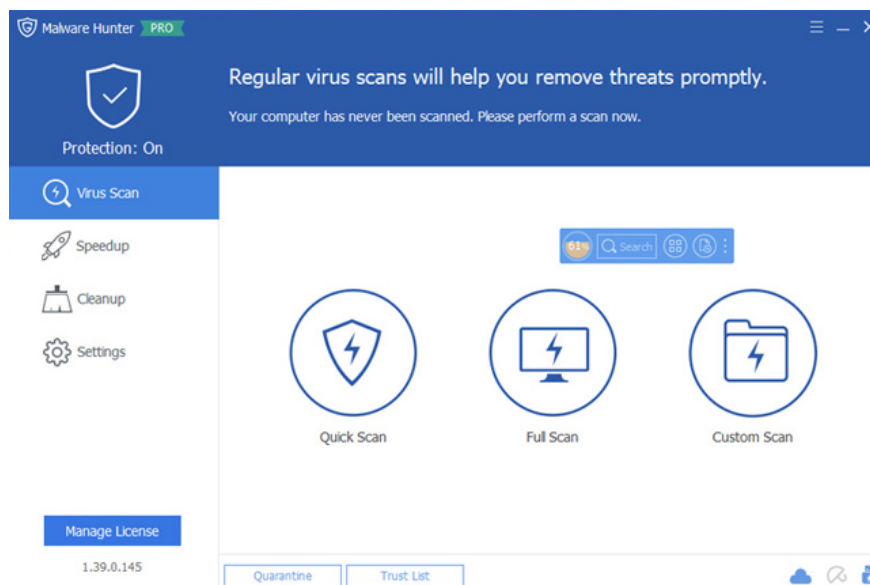 Malware Hunter PRO
Regular virus scans will help you remove threats promptly.
Your computer has never been scanned. Please perform a scan now.
Protection: On
Virus Scan
Speedup
Cleanup
Settings
61%
Search
Quick Scan
Full Scan
Custom Scan
Manage License
1.39.0.145
Quarantine
Trust List